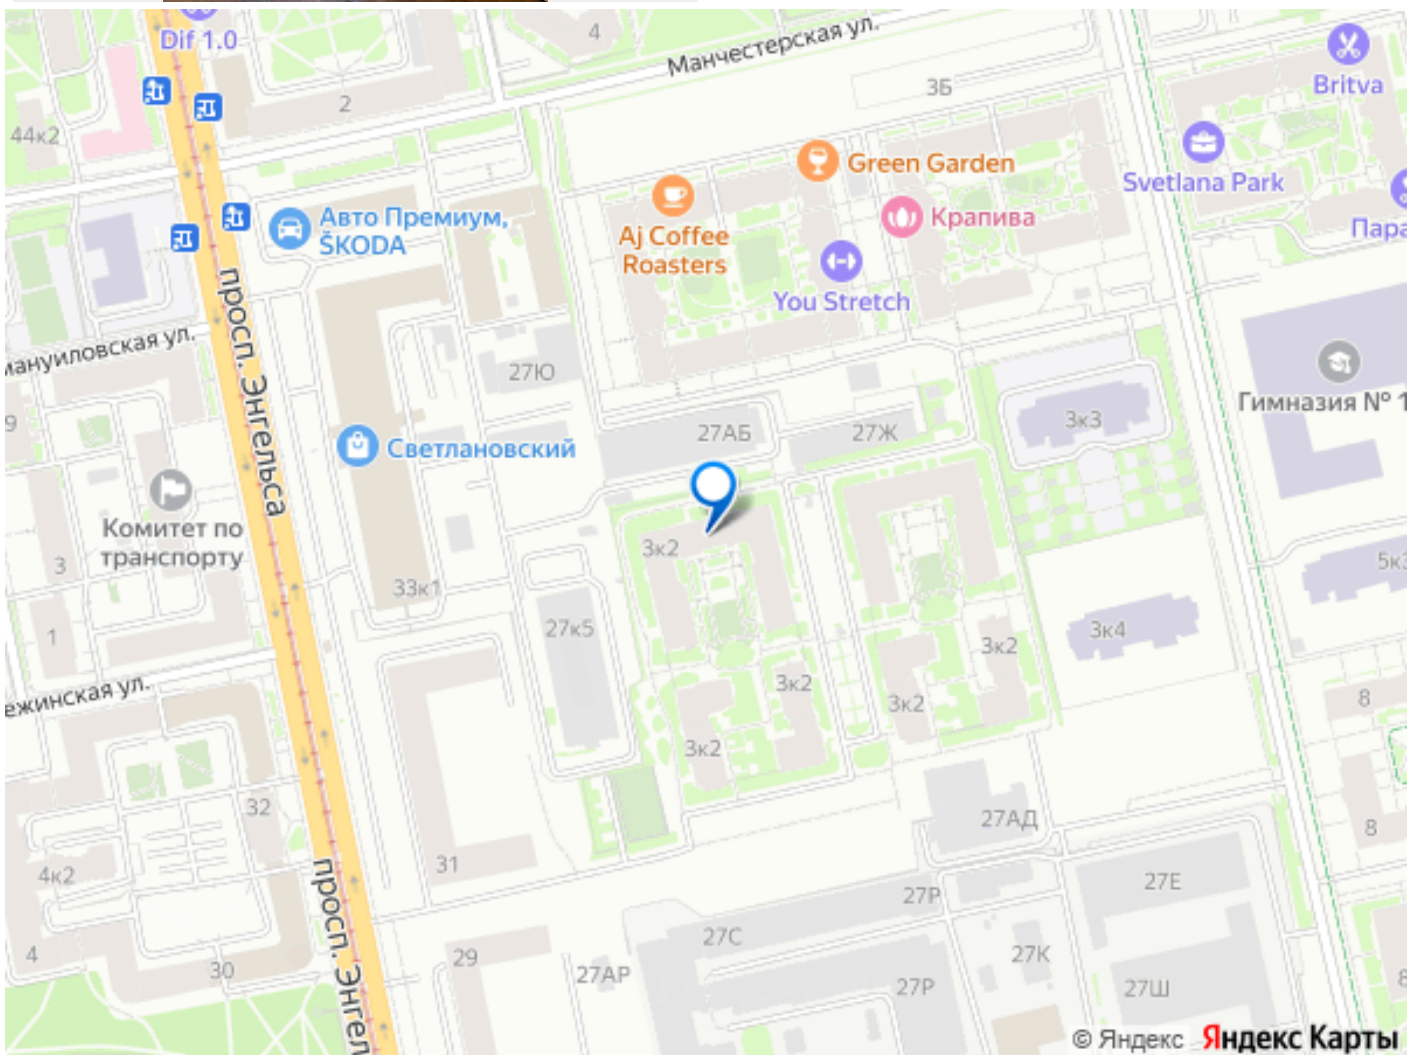 Dif 1.0
4
Манчестерская ул.
3Б
Britva
44к2
2
Green Garden
Svetlana Park
Авто Премиум,
ŠKODA
Aj Coffee
Roasters
Крапива
Пара
You Stretch
просп. Энгельса
мануиловская ул.
27Ю
Гимназия № 1
9
3к3
27АБ
27Ж
Светлановский
Комитет по
транспорту
3к2
3
33к1
5к3
27к5
3к4
1
3к2
3к2
3к2
ежинская ул.
8
3к2
32
27АД
8
31
4к2
просп. Энгел
27Е
27Р
27С
4
30
29
27АР
27К
27Р
27Ш
8
© Яндекс Яндекс Карты